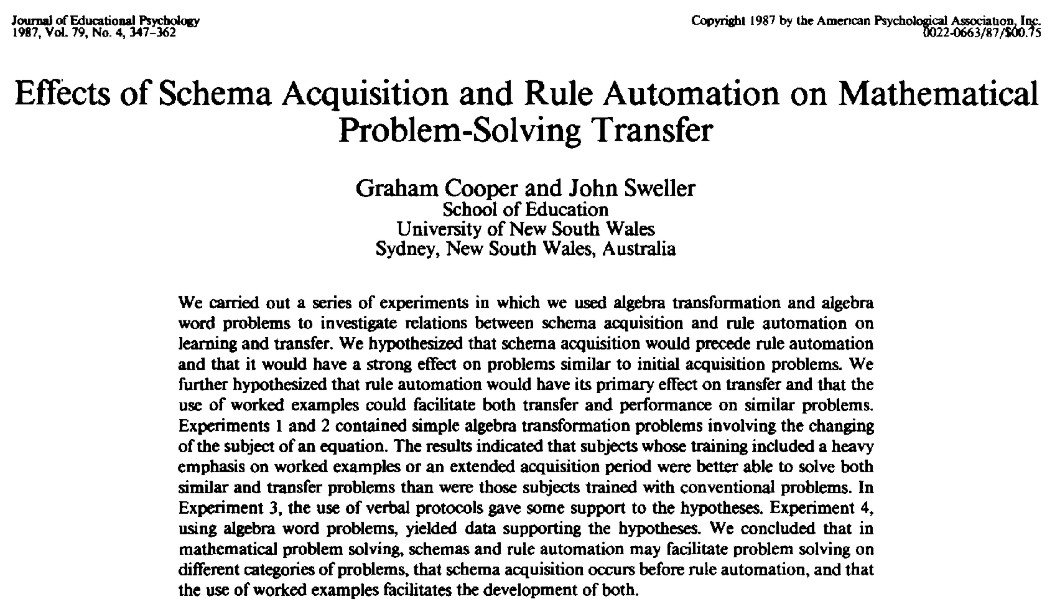 Journal of Educational Psychology
1987, Vol. 79, No. 4, 347-362
Copyright 1987 by the American Psychological Association, Inc.
0022-0663/87/$00.75
Effects of Schema Acquisition and Rule Automation on Mathematical
Problem-Solving Transfer
Graham Cooper and John Sweller
School of Education
University of New South Wales
Sydney, New South Wales, Australia
We carried out a series of experiments in which we used algebra transformation and algebra
word problems to investigate relations between schema acquisition and rule automation on
learning and transfer. We hypothesized that schema acquisition would precede rule automation
and that it would have a strong effect on problems similar to initial acquisition problems. We
further hypothesized that rule automation would have its primary effect on transfer and that the
use of worked examples could facilitate both transfer and performance on similar problems.
Experiments 1 and 2 contained simple algebra transformation problems involving the changing
of the subject of an equation. The results indicated that subjects whose training included a heavy
emphasis on worked examples or an extended acquisition period were better able to solve both
similar and transfer problems than were those subjects trained with conventional problems. In
Experiment 3, the use of verbal protocols gave some support to the hypotheses. Experiment 4,
using algebra word problems, yielded data supporting the hypotheses. We concluded that in
mathematical problem solving, schemas and rule automation may facilitate problem solving on
different categories of problems, that schema acquisition occurs before rule automation, and that
the use of worked examples facilitates the development of both.